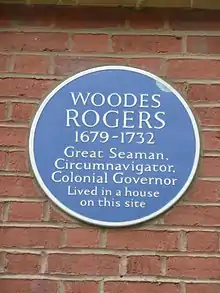 WOODES
ROGERS
1679-1732
Great Seaman,
Circumnavigator,
Colonial Governor
Lived in a house
on this site